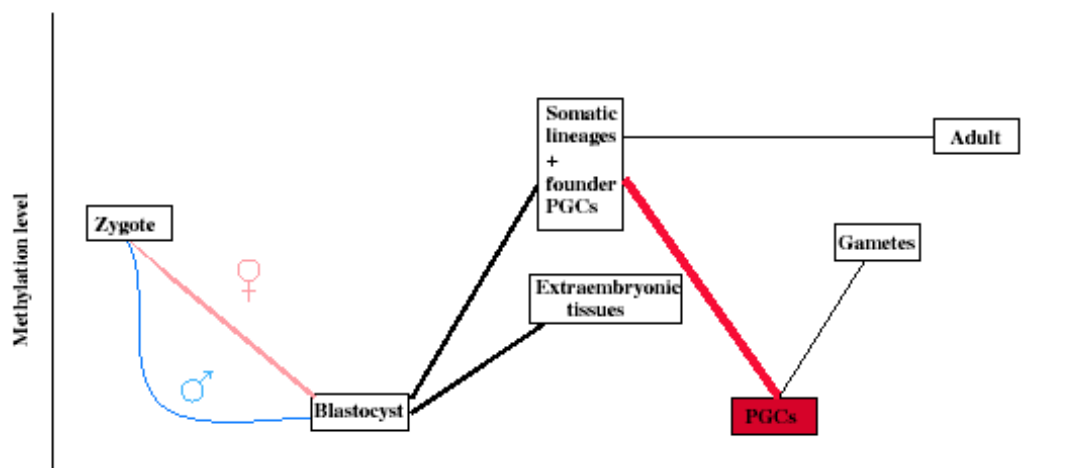 Methylation level
Zygote
♀
♂
Blastocyst
Somatic
lineages
+
founder
PGCs
Extraembryonic
tissues
PGCs
Gametes
Adult